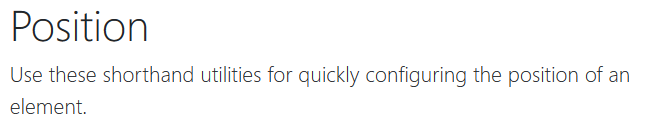 Position
Use these shorthand utilities for quickly configuring the position of an
element.